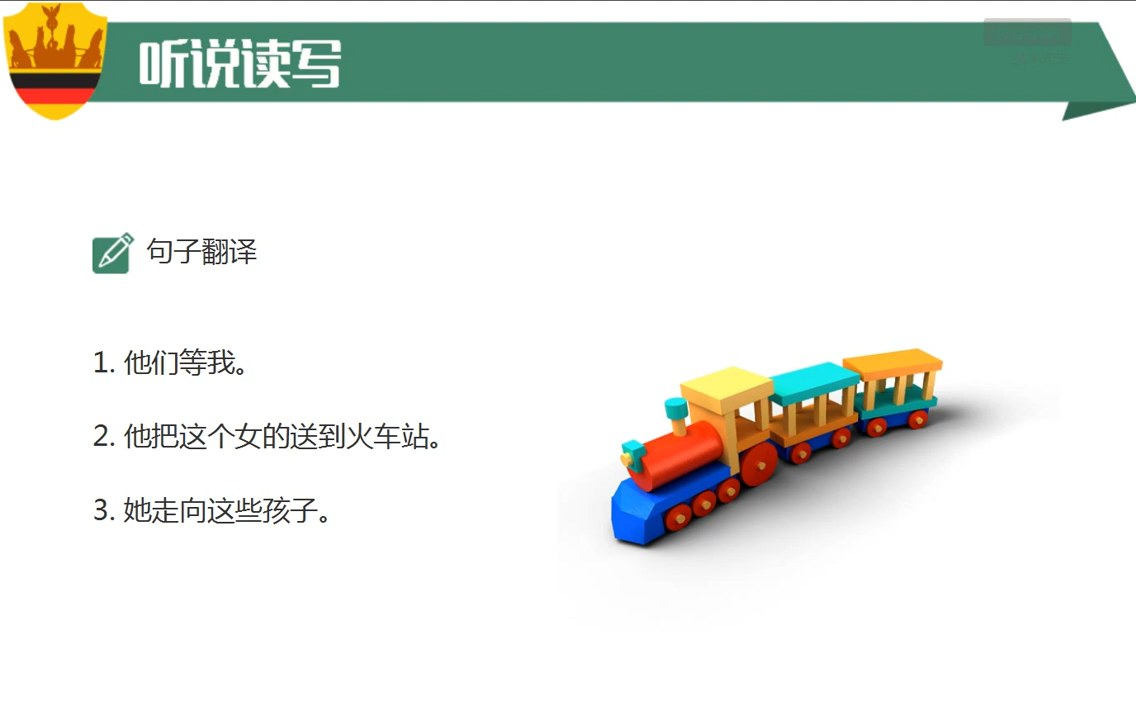 听说读写
句子翻译
1. 他们等我。
2. 他把这个女的送到火车站。
3. 她走向这些孩子。